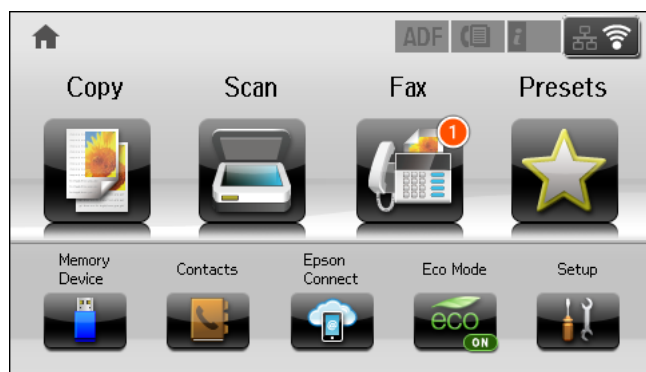 ADF i
Copy Scan Fax Presets
1
Memory Device Contacts Epson Connect Eco Mode Setup
@
eco
ON